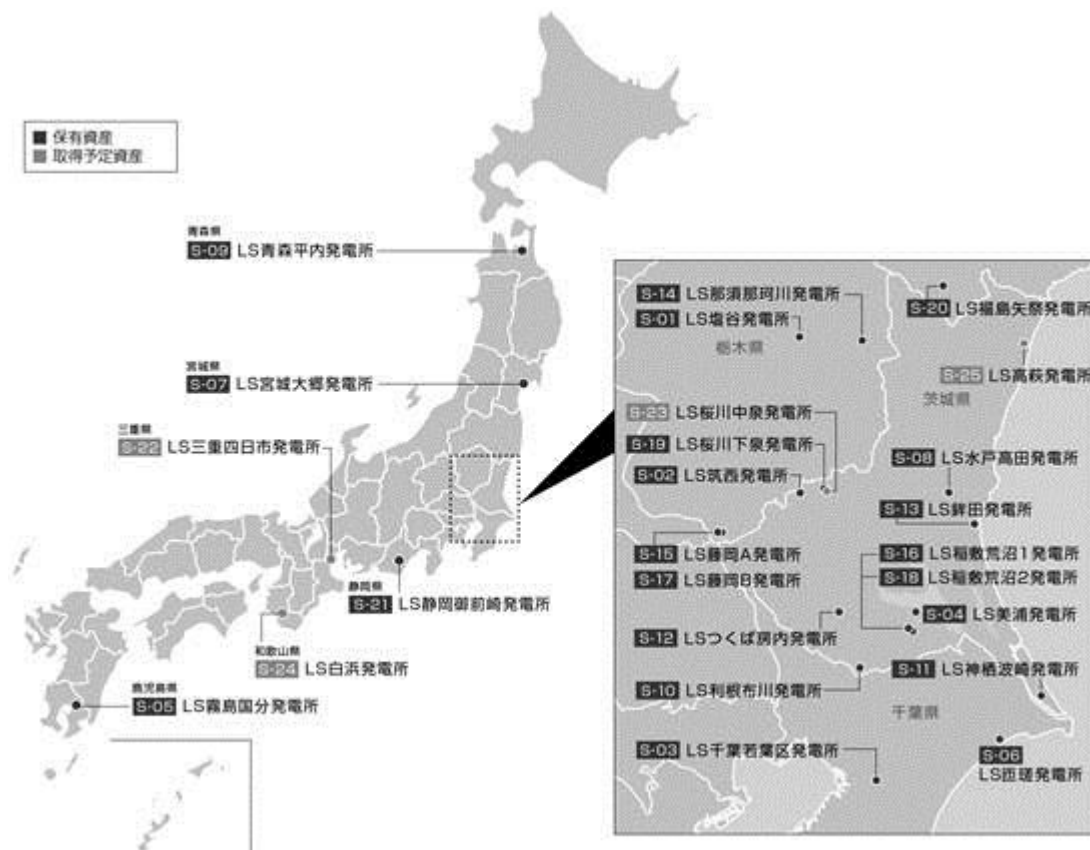 保有資産
取得予定資産
青森県
S-09 LS青森平内発電所
宮城県
S-07 LS宮城大郷発電所
三重県
S-22 LS三重四日市発電所
静岡県
S-21 LS静岡御前崎発電所
和歌山県
S-24 LS白浜発電所
鹿児島県
S-05 LS霧島国分発電所
S-14 LS那須那珂川発電所
S-01 LS塩谷発電所
栃木県
S-20 LS福島矢祭発電所
S-25 LS高萩発電所
茨城県
S-23 LS桜川中泉発電所
S-19 LS桜川下泉発電所
S-02 LS筑西発電所
S-08 LS水戸高田発電所
S-13 LS鉾田発電所
S-15 LS藤岡A発電所
S-17 LS藤岡B発電所
S-16 LS稲敷荒沼1発電所
S-18 LS稲敷荒沼2発電所
S-04 LS美浦発電所
S-12 LSつくば房内発電所
S-11 LS神栖波崎発電所
S-10 LS利根布川発電所
千葉県
S-03 LS千葉若葉区発電所
S-06
LS匝瑳発電所